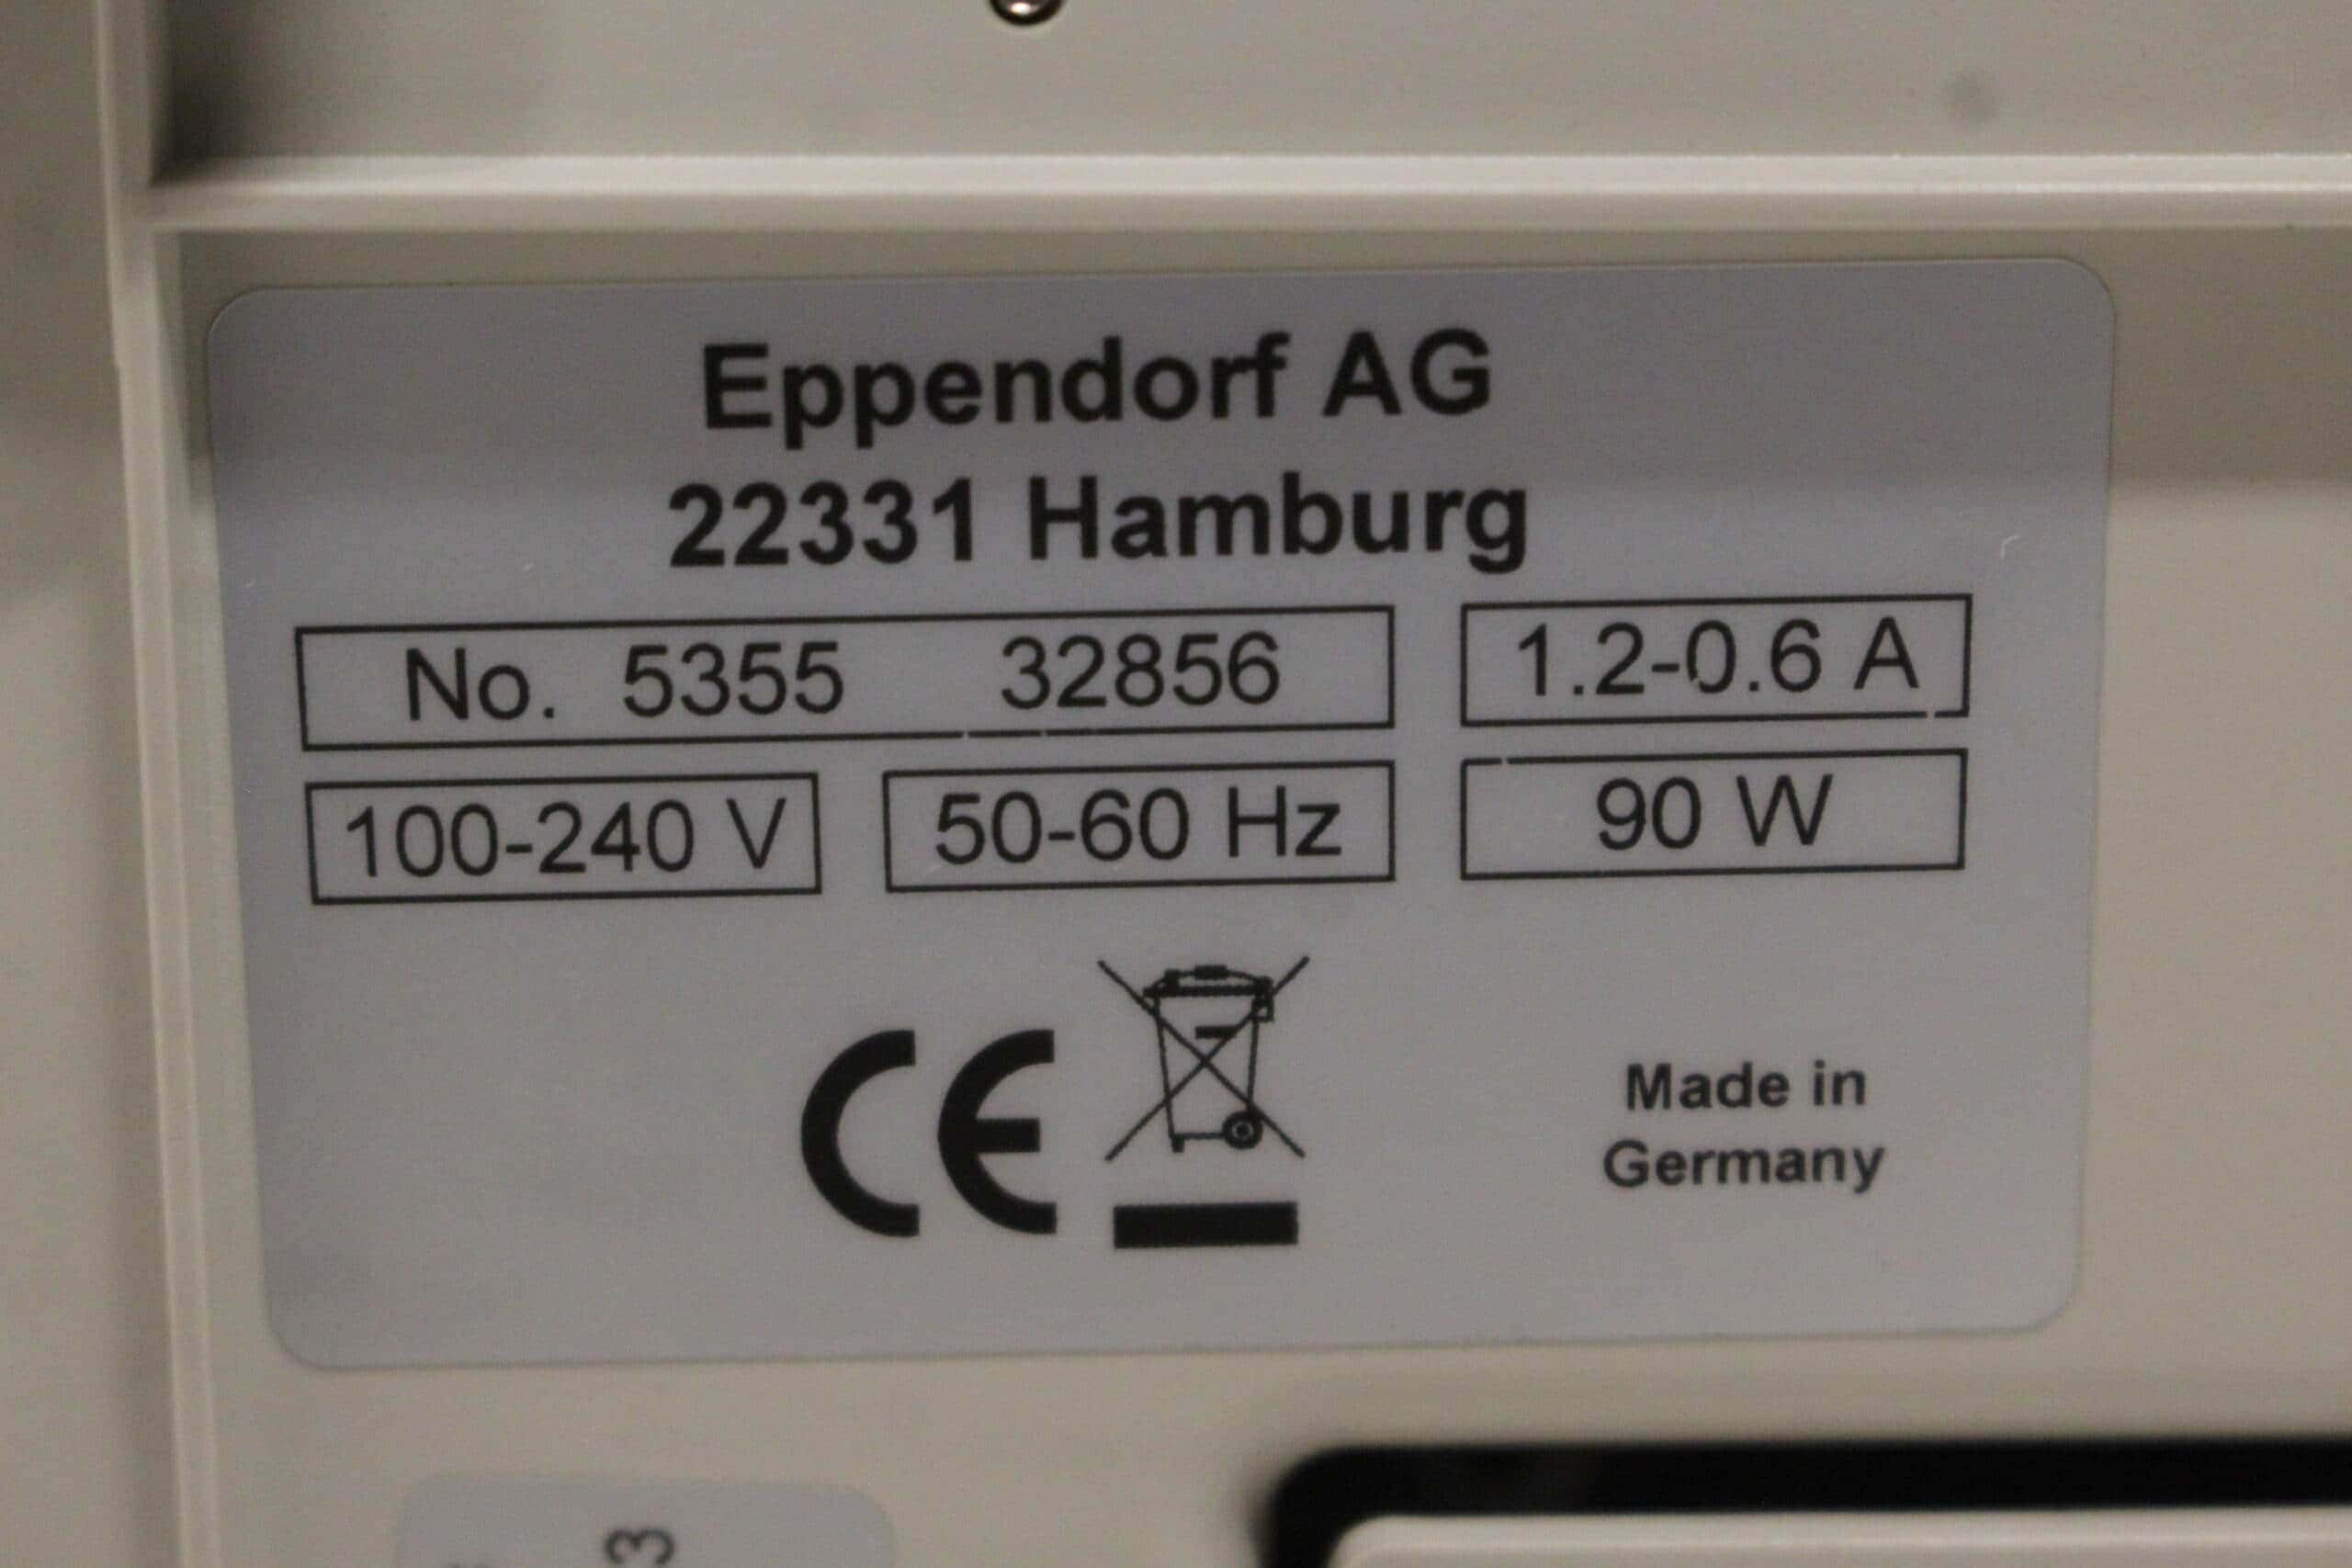 Eppendorf AG
22331 Hamburg
No. 5355 32856 1.2-0.6 A
100-240 V 50-60 Hz 90 W
CE
Made in
Germany
3